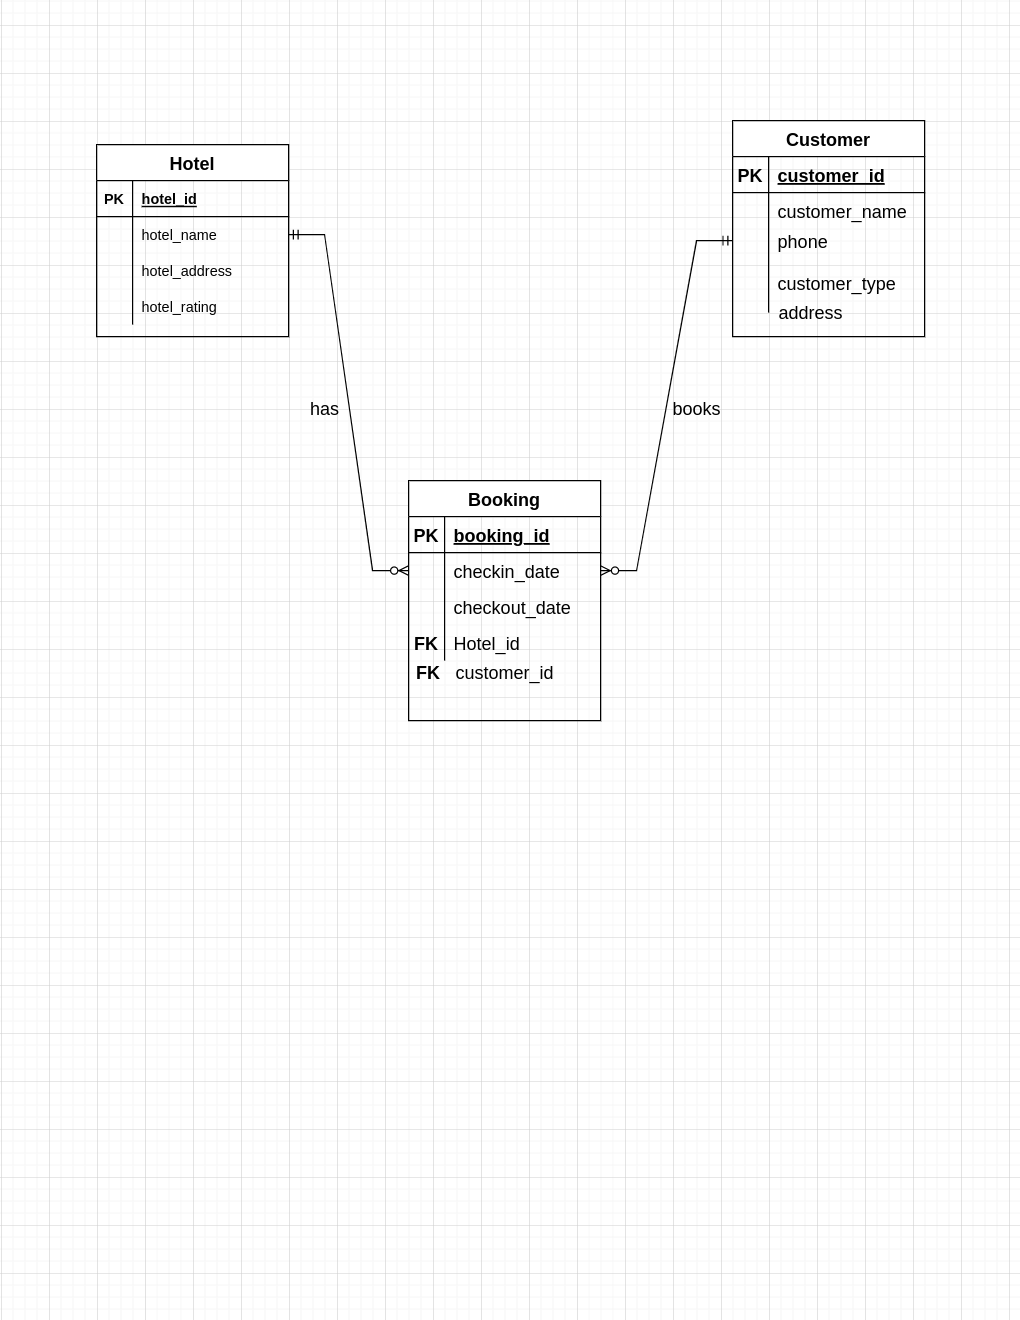 Hotel
PK hotel_id
hotel_name
hotel_address
hotel_rating
Customer
PK customer_id
customer_name
phone
customer_type
address
has
books
Booking
PK booking_id
checkin_date
checkout_date
FK Hotel_id
FK customer_id